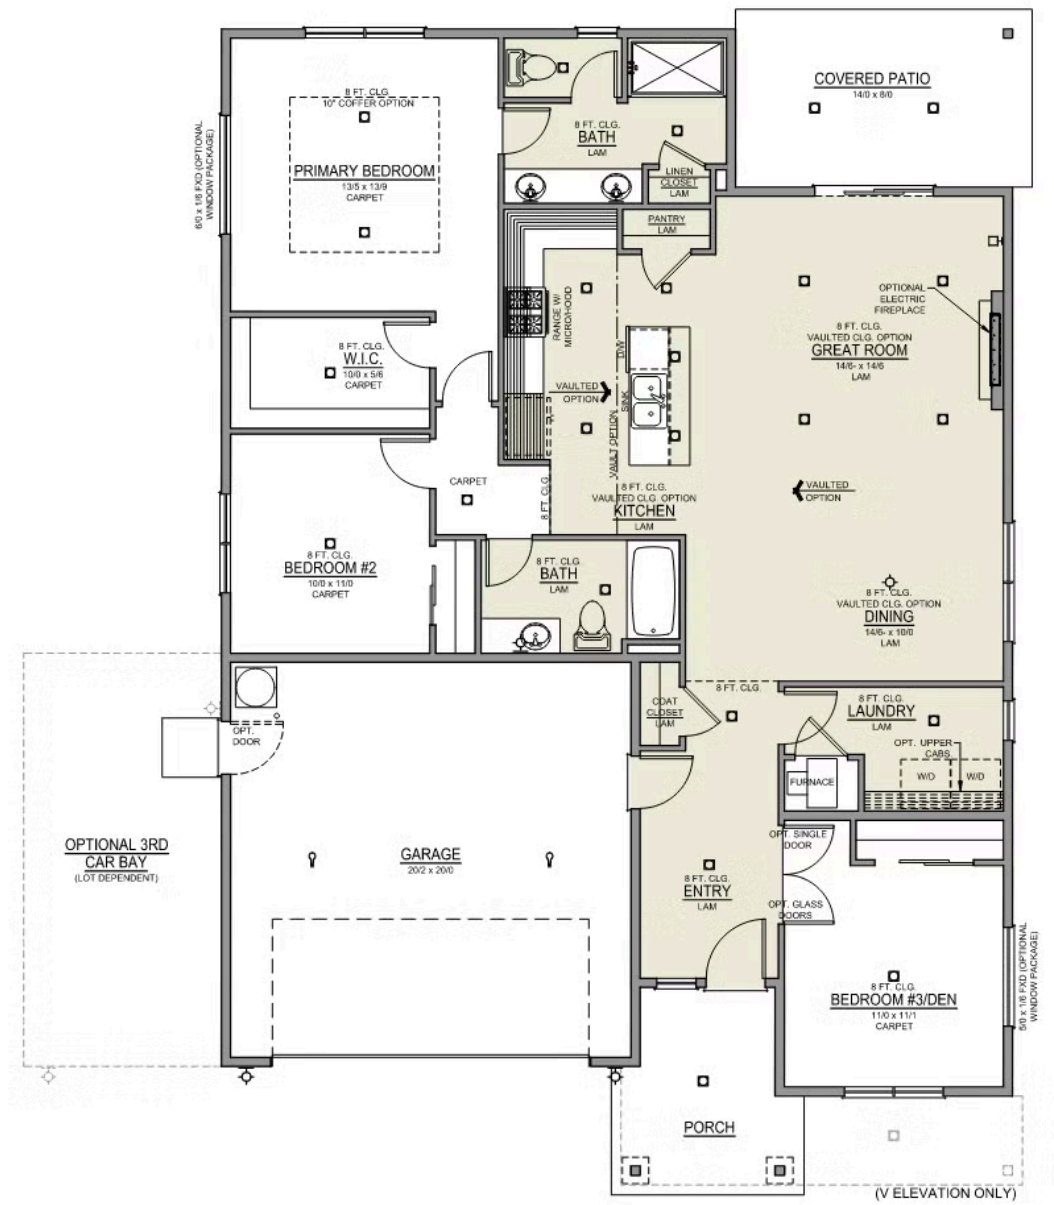 COVERED PATIO
14/0 x 8/0
8 FT. CLG.
10" COFFER OPTION
PRIMARY BEDROOM
13/5 x 13/9
CARPET
6/0 x 1/6 FXD (OPTIONAL
WINDOW PACKAGE)
8 FT. CLG.
BATH
LAM
LINEN
CLOSET
LAM
PANTRY
LAM
RANGE W/
MICRO/HOOD
OPTIONAL
ELECTRIC
FIREPLACE
8 FT. CLG.
VAULTED CLG. OPTION
GREAT ROOM
14/6- x 14/6
LAM
8 FT. CLG.
W.I.C.
10/0 x 5/6
CARPET
D/W
SINK
VAULTED
OPTION
VAULT OPTION
CARPET
8 FT. CLG.
8 FT. CLG.
VAULTED CLG. OPTION
KITCHEN
LAM
VAULTED
OPTION
8 FT. CLG.
BEDROOM #2
10/0 x 11/0
CARPET
8 FT. CLG.
BATH
LAM
8 FT. CLG.
VAULTED CLG. OPTION
DINING
14/6- x 10/0
LAM
8 FT. CLG.
COAT
CLOSET
LAM
8 FT. CLG.
LAUNDRY
LAM
OPT. UPPER
CABS
W/D
W/D
FURNACE
OPT.
DOOR
OPTIONAL 3RD
CAR BAY
(LOT DEPENDENT)
GARAGE
20/2 x 20/0
OPT. SINGLE
DOOR
8 FT. CLG.
ENTRY
LAM
OPT. GLASS
DOORS
8 FT. CLG.
BEDROOM #3/DEN
11/0 x 11/1
CARPET
5/0 x 1/6 FXD (OPTIONAL
WINDOW PACKAGE)
PORCH
(V ELEVATION ONLY)